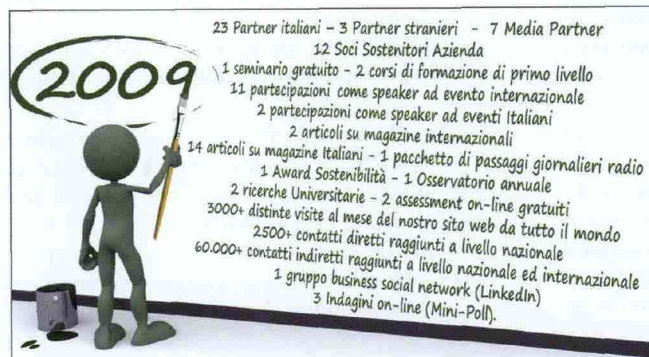 2009
23 Partner italiani – 3 Partner stranieri - 7 Media Partner
12 Soci Sostenitori Azienda
1 seminario gratuito - 2 corsi di formazione di primo livello
11 partecipazioni come speaker ad evento internazionale
2 partecipazioni come speaker ad eventi Italiani
2 articoli su magazine internazionali
14 articoli su magazine Italiani - 1 pacchetto di passaggi giornalieri radio
1 Award Sostenibilità - 1 Osservatorio annuale
2 ricerche Universitarie - 2 assessment on-line gratuiti
3000+ distinte visite al mese del nostro sito web da tutto il mondo
2500+ contatti diretti raggiunti a livello nazionale
60.000+ contatti indiretti raggiunti a livello nazionale ed internazionale
1 gruppo business social network (LinkedIn)
3 Indagini on-line (Mini-Poll).